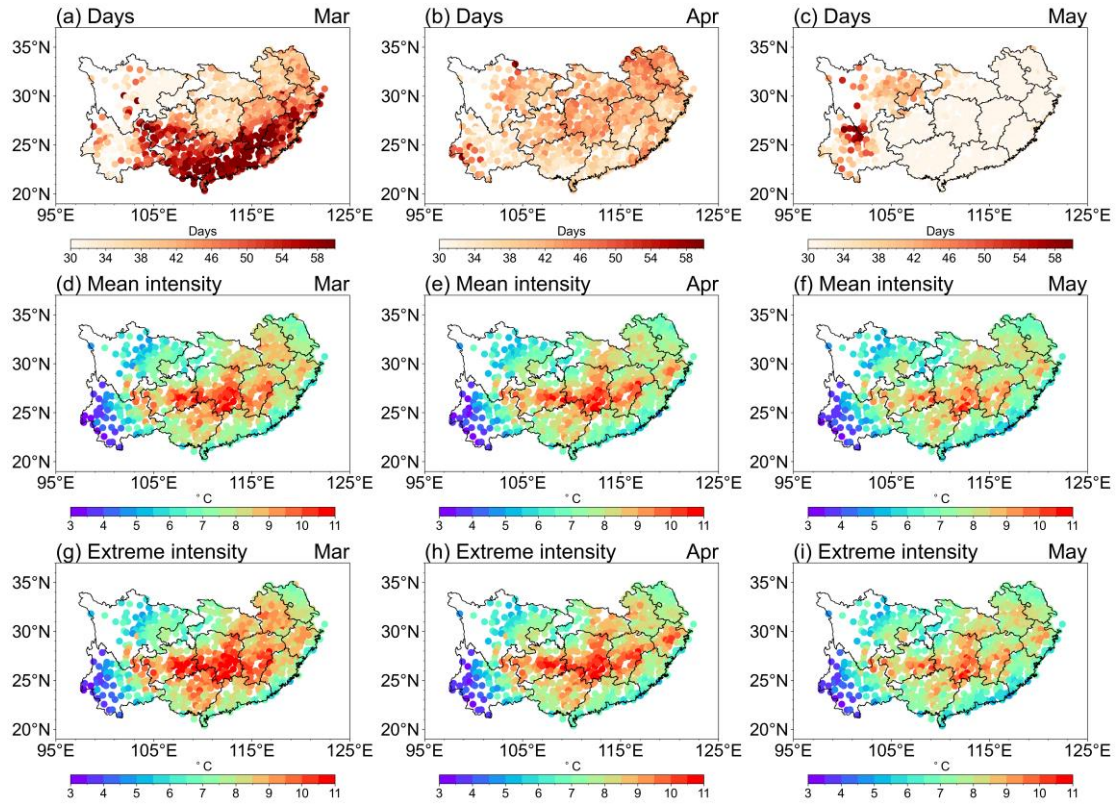 (a) Days Mar (b) Days Apr (c) Days May
35°N 35°N 35°N
30°N 30°N 30°N
25°N 25°N 25°N
20°N 20°N 20°N
95°E 105°E 115°E 125°E 95°E 105°E 115°E 125°E 95°E 105°E 115°E 125°E
Days Days Days
30 34 38 42 46 50 54 58 30 34 38 42 46 50 54 58 30 34 38 42 46 50 54 58
(d) Mean intensity Mar (e) Mean intensity Apr (f) Mean intensity May
35°N 35°N 35°N
30°N 30°N 30°N
25°N 25°N 25°N
20°N 20°N 20°N
95°E 105°E 115°E 125°E 95°E 105°E 115°E 125°E 95°E 105°E 115°E 125°E
° C ° C ° C
3 4 5 6 7 8 9 10 11 3 4 5 6 7 8 9 10 11 3 4 5 6 7 8 9 10 11
(g) Extreme intensity Mar (h) Extreme intensity Apr (i) Extreme intensity May
35°N 35°N 35°N
30°N 30°N 30°N
25°N 25°N 25°N
20°N 20°N 20°N
95°E 105°E 115°E 125°E 95°E 105°E 115°E 125°E 95°E 105°E 115°E 125°E
° C ° C ° C
3 4 5 6 7 8 9 10 11 3 4 5 6 7 8 9 10 11 3 4 5 6 7 8 9 10 11